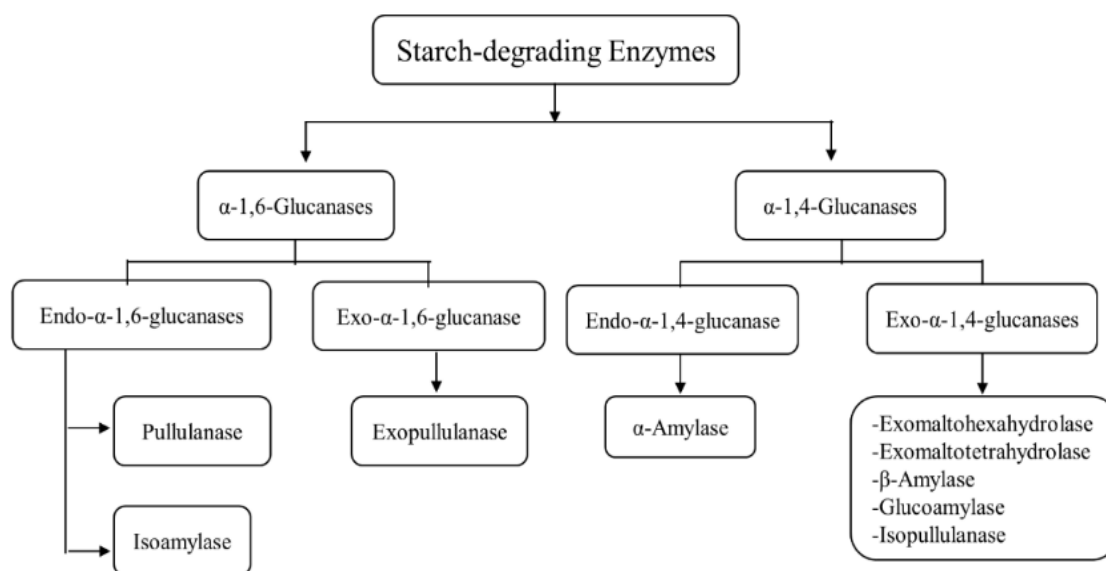 Starch-degrading Enzymes
α-1,6-Glucanases
α-1,4-Glucanases
Endo-α-1,6-glucanases
Exo-α-1,6-glucanase
Endo-α-1,4-glucanase
Exo-α-1,4-glucanases
Pullulanase
Exopullulanase
α-Amylase
-Exomaltohexahydrolase
-Exomaltotetrahydrolase
-β-Amylase
-Glucoamylase
-Isopullulanase
Isoamylase